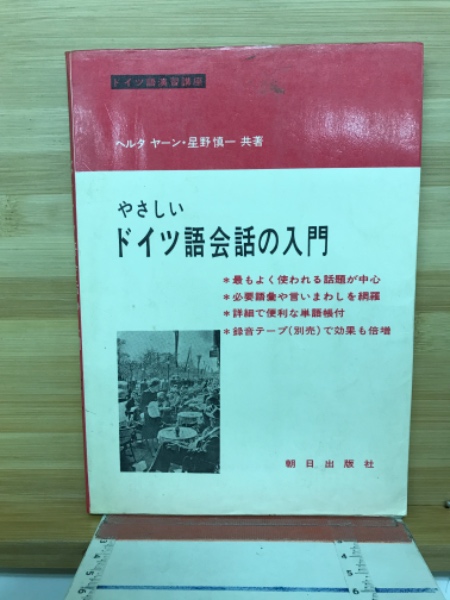 ドイツ語演習講座
ヘルタ ヤーン・星野慎一 共著
やさしい
ドイツ語会話の入門
*最もよく使われる話題が中心
*必要語彙や言いまわしを網羅
*詳細で便利な単語帳付
*録音テープ(別売)で効果も倍増
朝日出版社